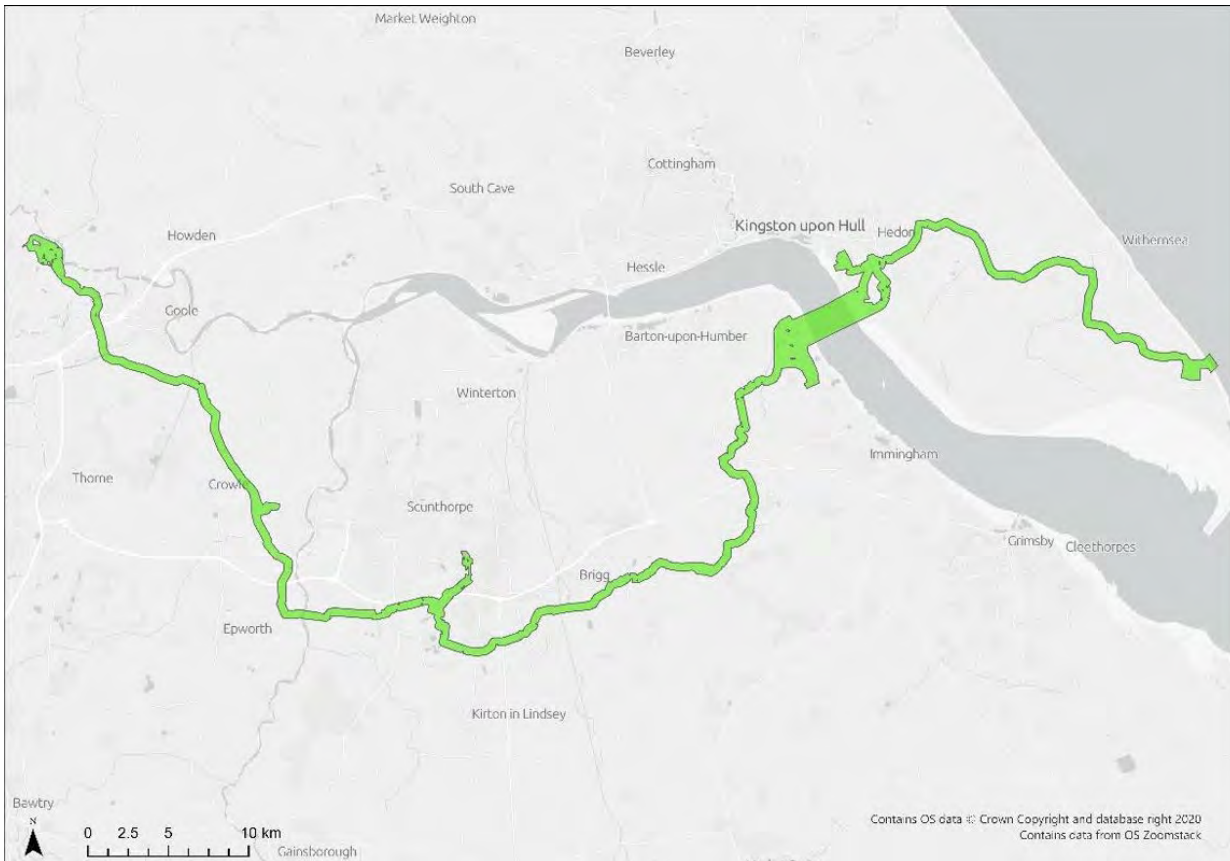 Market Weighton
Beverley
Cottingham
South Cave
Kingston upon Hull
Hedon
Howden
Withernsea
Hessle
Goole
Barton-upon-Humber
Winterton
Immingham
Thorne
Crowle
Scunthorpe
Grimsby
Cleethorpes
Brigg
Epworth
Kirton in Lindsey
Bawtry
N
0 2.5 5 10 km
Gainsborough
Contains OS data © Crown Copyright and database right 2020
Contains data from OS Zoomstack